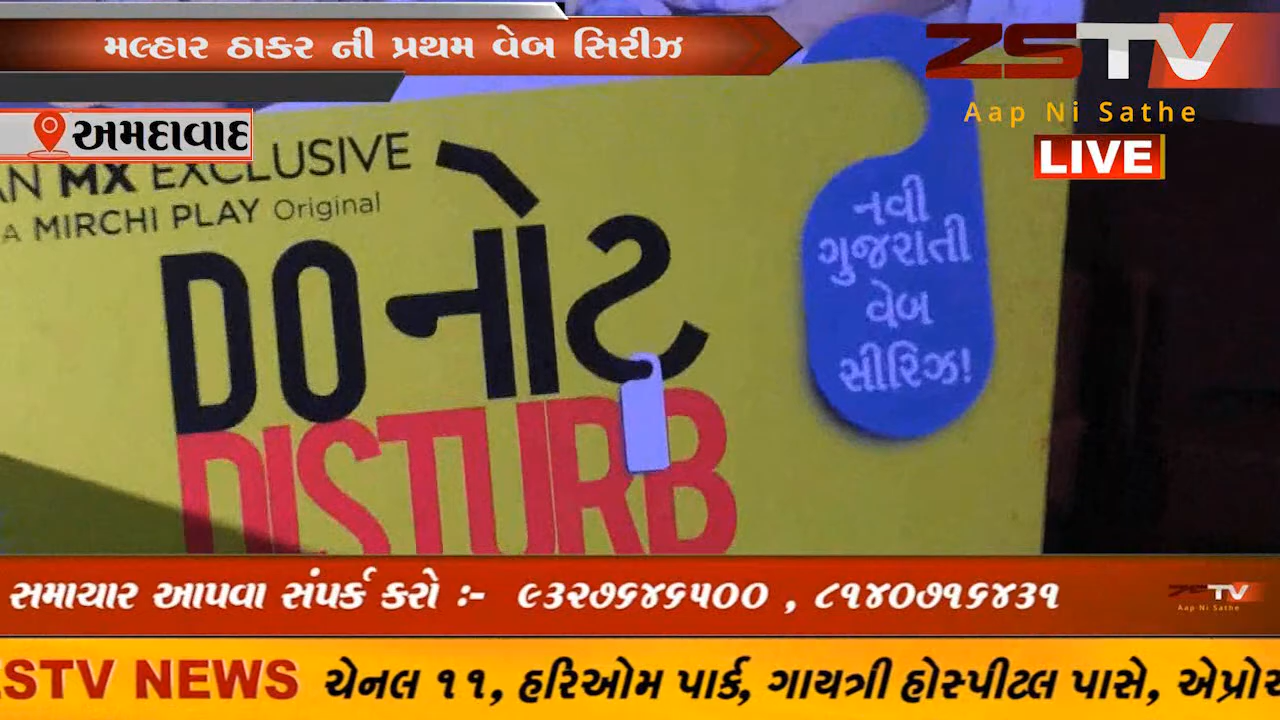 મલ્હાર ઠાકર ની પ્રથમ વેબ સિરીઝ
ZSTV
Aap Ni Sathe
LIVE
અમદાવાદ
AN MX EXCLUSIVE
A MIRCHI PLAY Original
DO નોટ
DISTURB
નવી
ગુજરાતી
વેબ
સીરિઝ!
સમાચાર આપવા સંપર્ક કરો :- ૯૩૨૭૬૪૬૫૦૦ , ૮૧૪૦૭૧૬૪૩૧
ZSTV
Aap Ni Sathe
ZSTV NEWS ચેનલ ૧૧, હરિઓમ પાર્ક, ગાયત્રી હોસ્પીટલ પાસે,